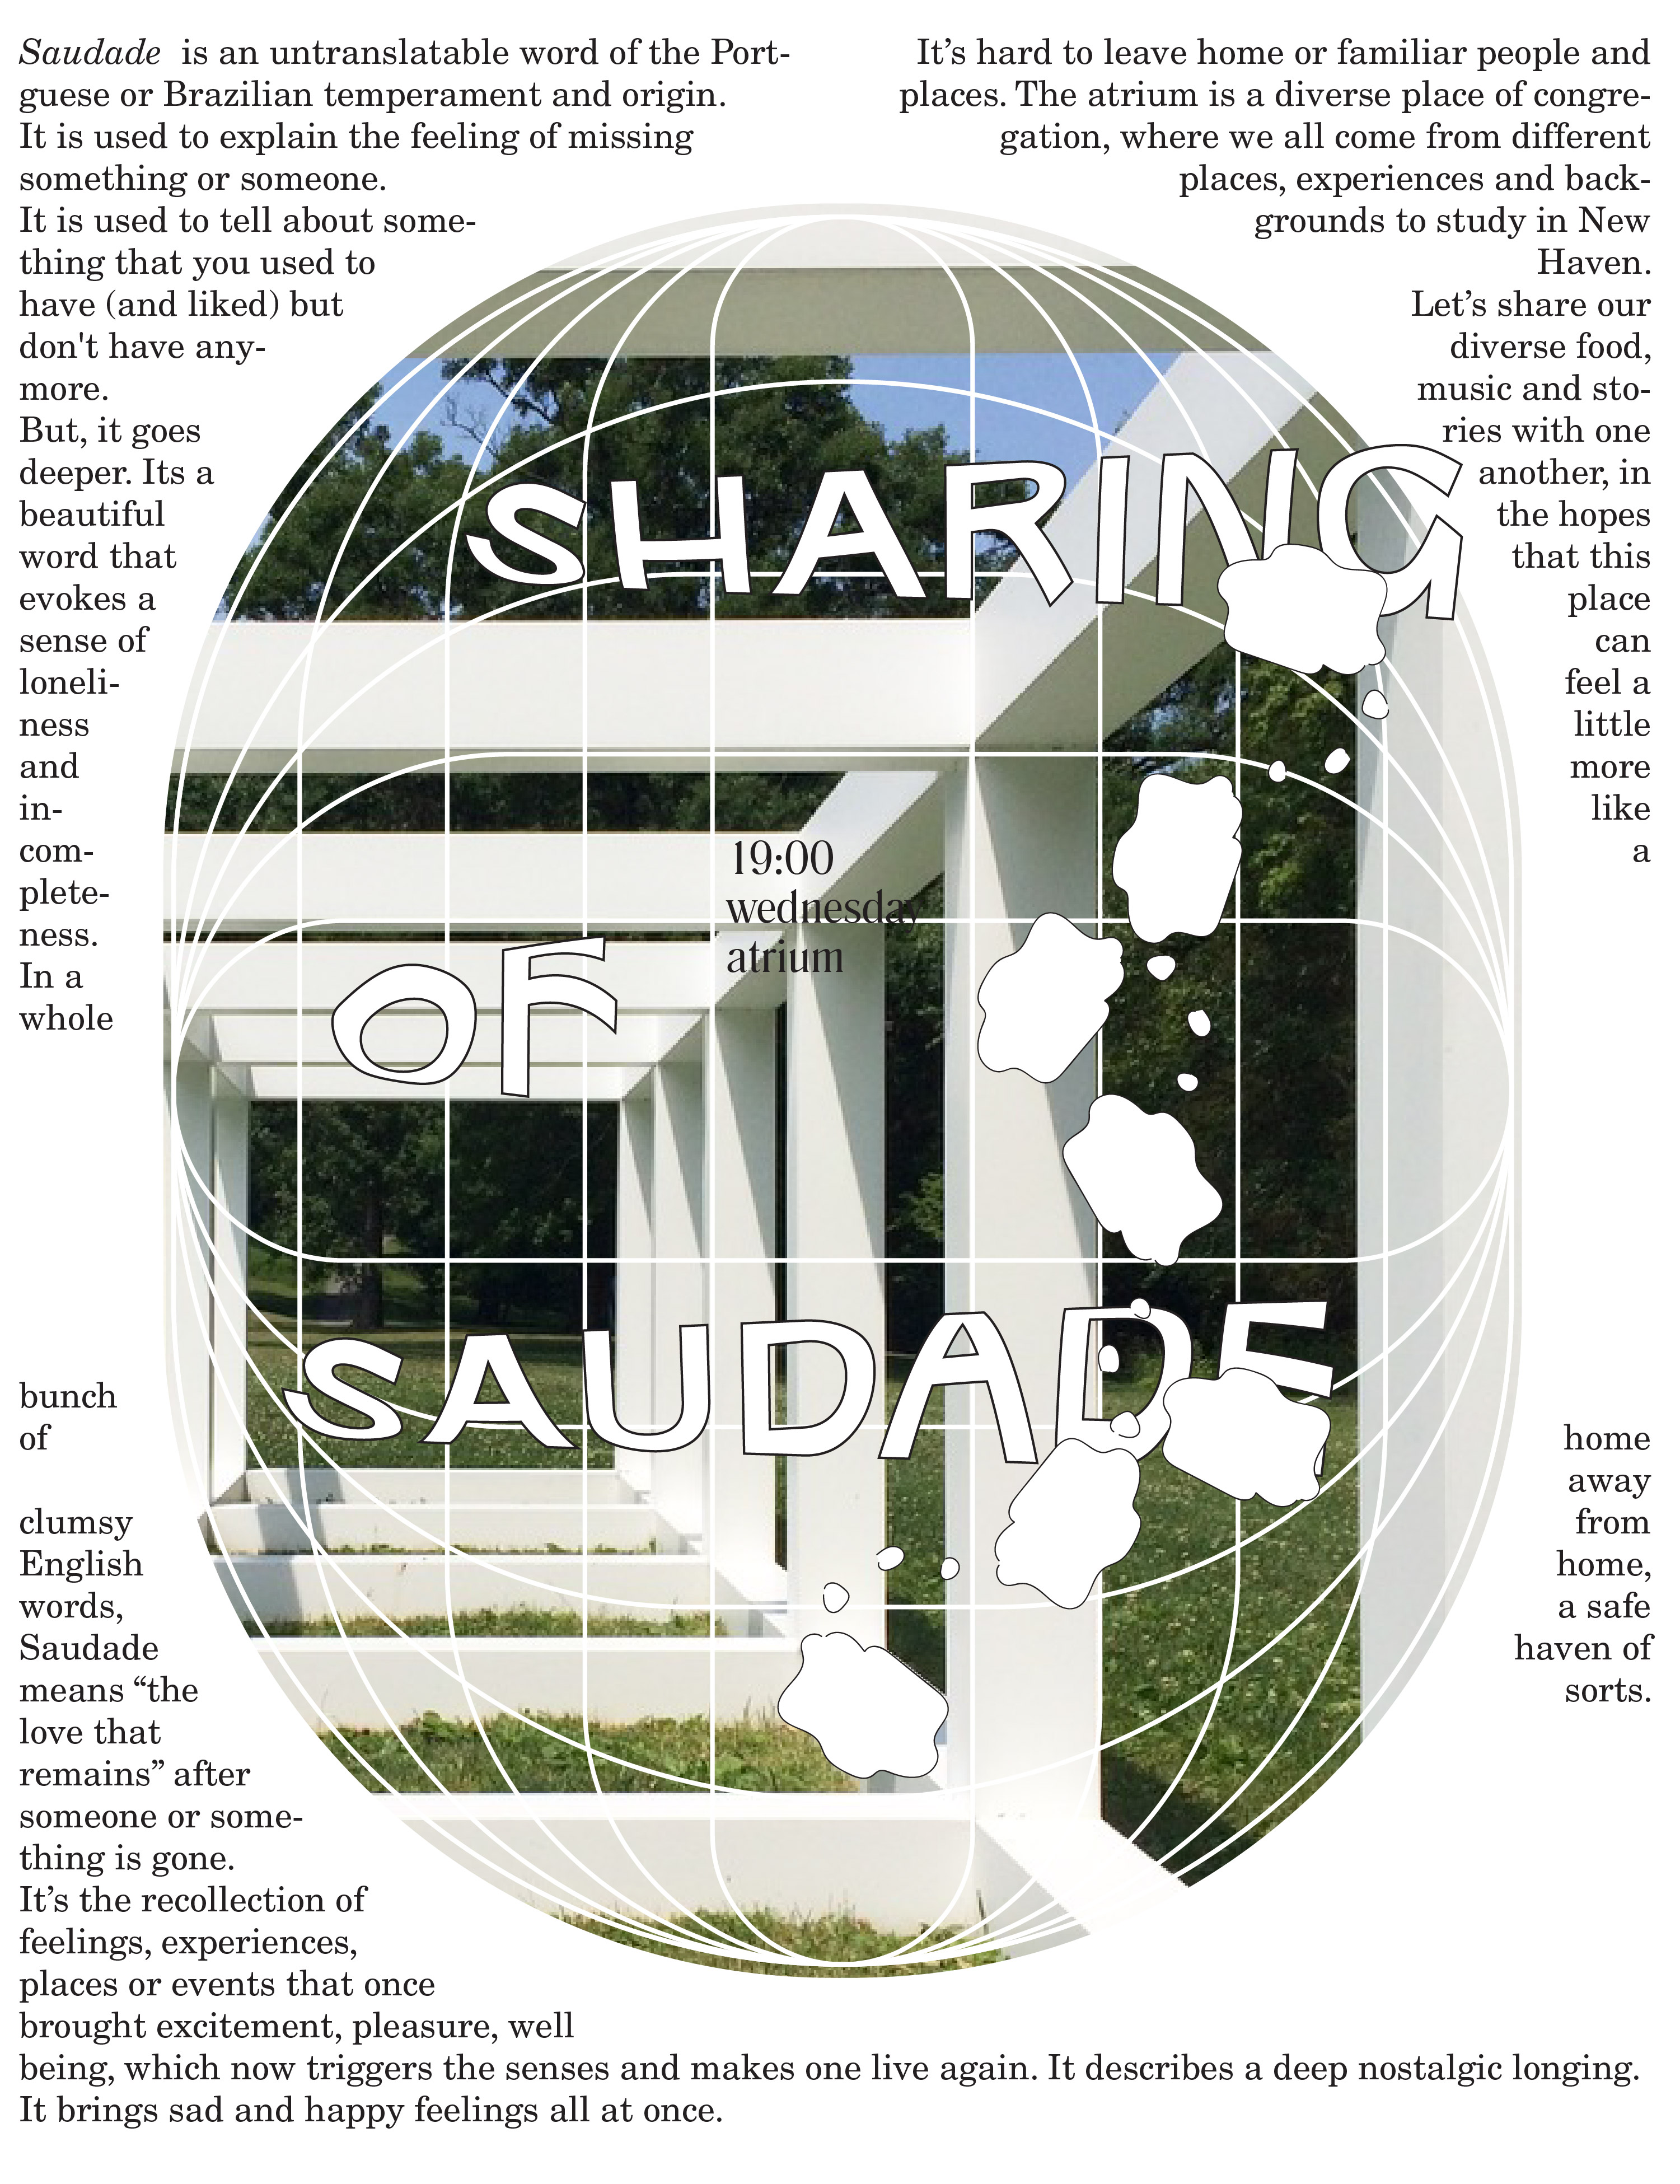 Saudade is an untranslatable word of the Port-
guese or Brazilian temperament and origin.
It is used to explain the feeling of missing
something or someone.
It is used to tell about some-
thing that you used to
have (and liked) but
don't have any-
more.
But, it goes
deeper. Its a
beautiful
word that
evokes a
sense of
loneli-
ness
and
in-
com-
plete-
ness.
In a
whole
bunch
of
clumsy
English
words,
Saudade
means “the
love that
remains” after
someone or some-
thing is gone.
It’s the recollection of
feelings, experiences,
places or events that once
brought excitement, pleasure, well
being, which now triggers the senses and makes one live again. It describes a deep nostalgic longing.
It brings sad and happy feelings all at once.
It’s hard to leave home or familiar people and
places. The atrium is a diverse place of congre-
gation, where we all come from different
places, experiences and back-
grounds to study in New
Haven.
Let’s share our
diverse food,
music and sto-
ries with one
another, in
the hopes
that this
place
can
feel a
little
more
like
a
home
away
from
home,
a safe
haven of
sorts.
SHARING
19:00
wednesday
atrium
OF
SAUDADE